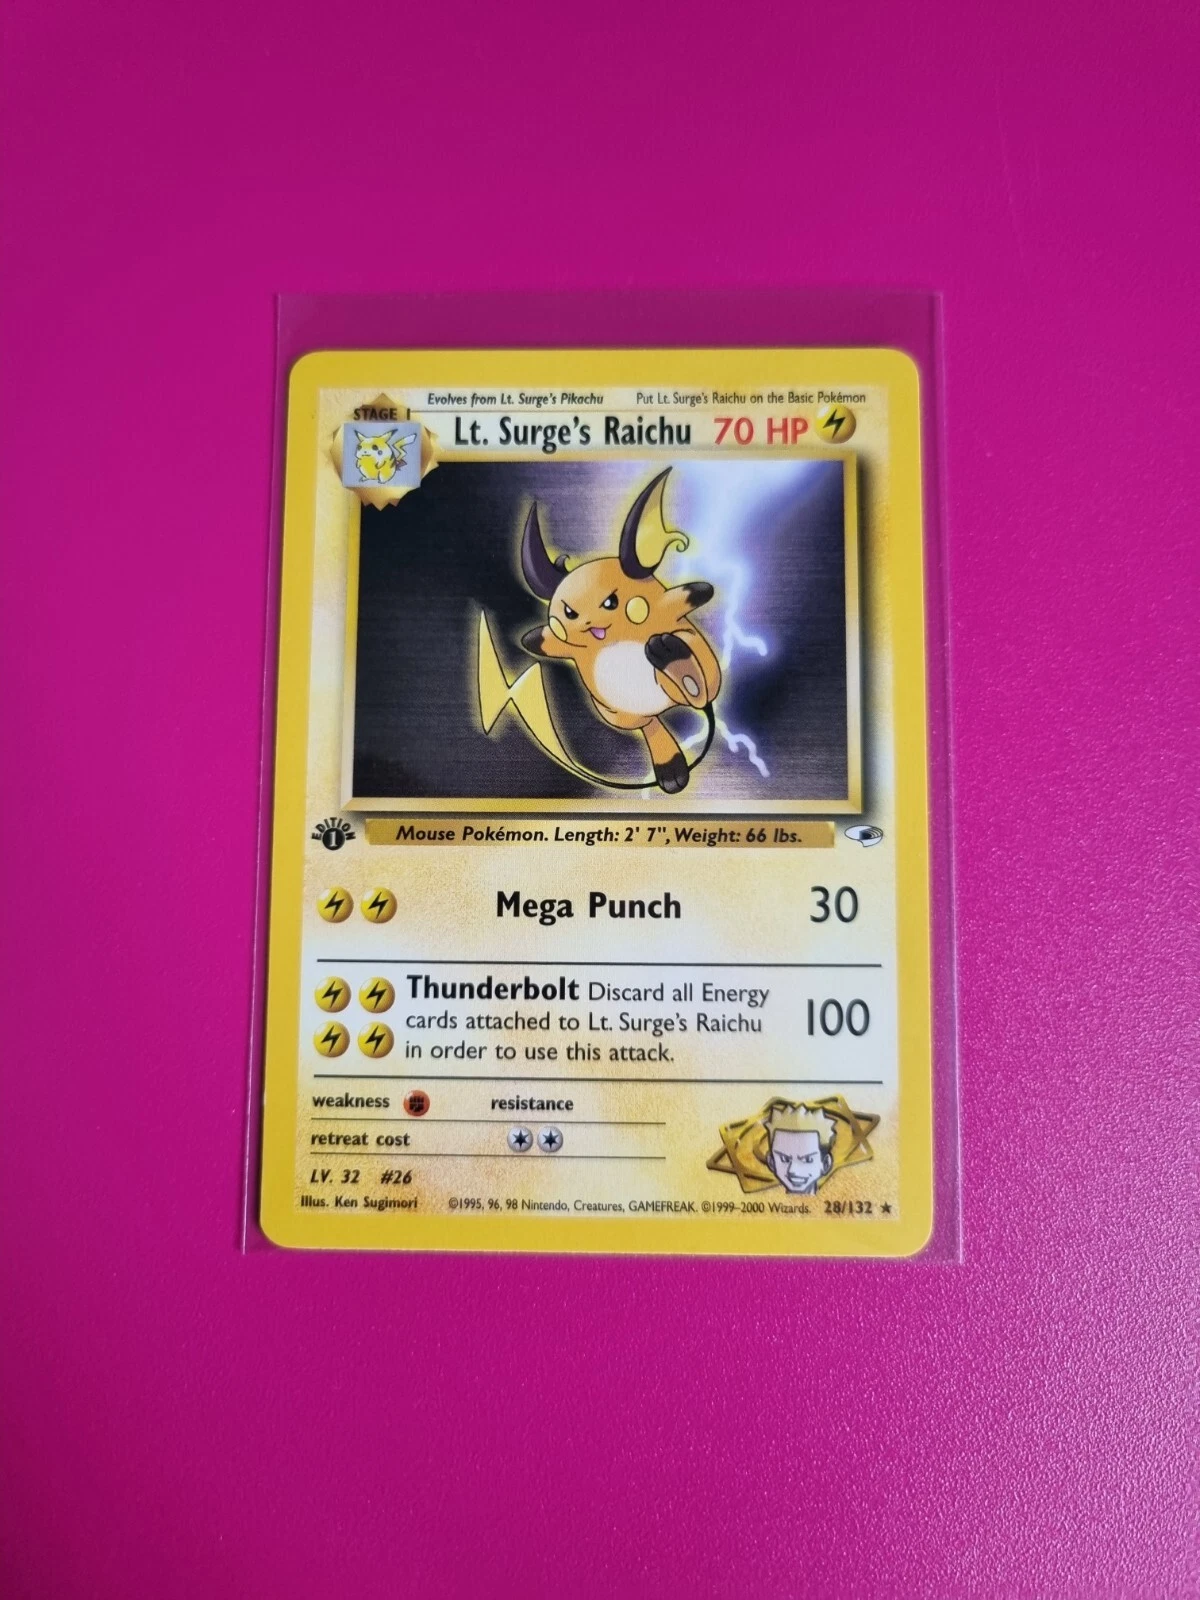 Evolves from Lt. Surge's Pikachu Put Lt. Surge's Raichu on the Basic Pokémon
STAGE 1
Lt. Surge's Raichu 70 HP
EDITION 1
Mouse Pokémon. Length: 2' 7", Weight: 66 lbs.
Mega Punch 30
Thunderbolt Discard all Energy
cards attached to Lt. Surge's Raichu
in order to use this attack.
100
weakness resistance
retreat cost
LV. 32 #26
Illus. Ken Sugimori ©1995, 96, 98 Nintendo, Creatures, GAMEFREAK. ©1999–2000 Wizards. 28/132 ★